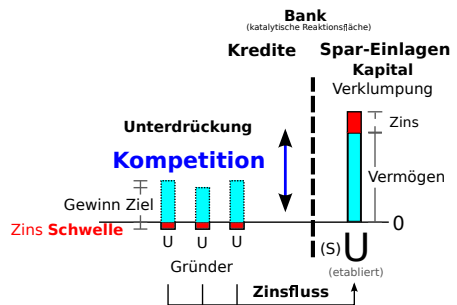 Bank
(katalytische Reaktionsfläche)
Kredite
Spar-Einlagen
Kapital
Verklumpung
Zins
Unterdrückung
Kompetition
Gewinn Ziel
Vermögen
Zins Schwelle
0
U U U
(S) U
Gründer
(etabliert)
Zinsfluss